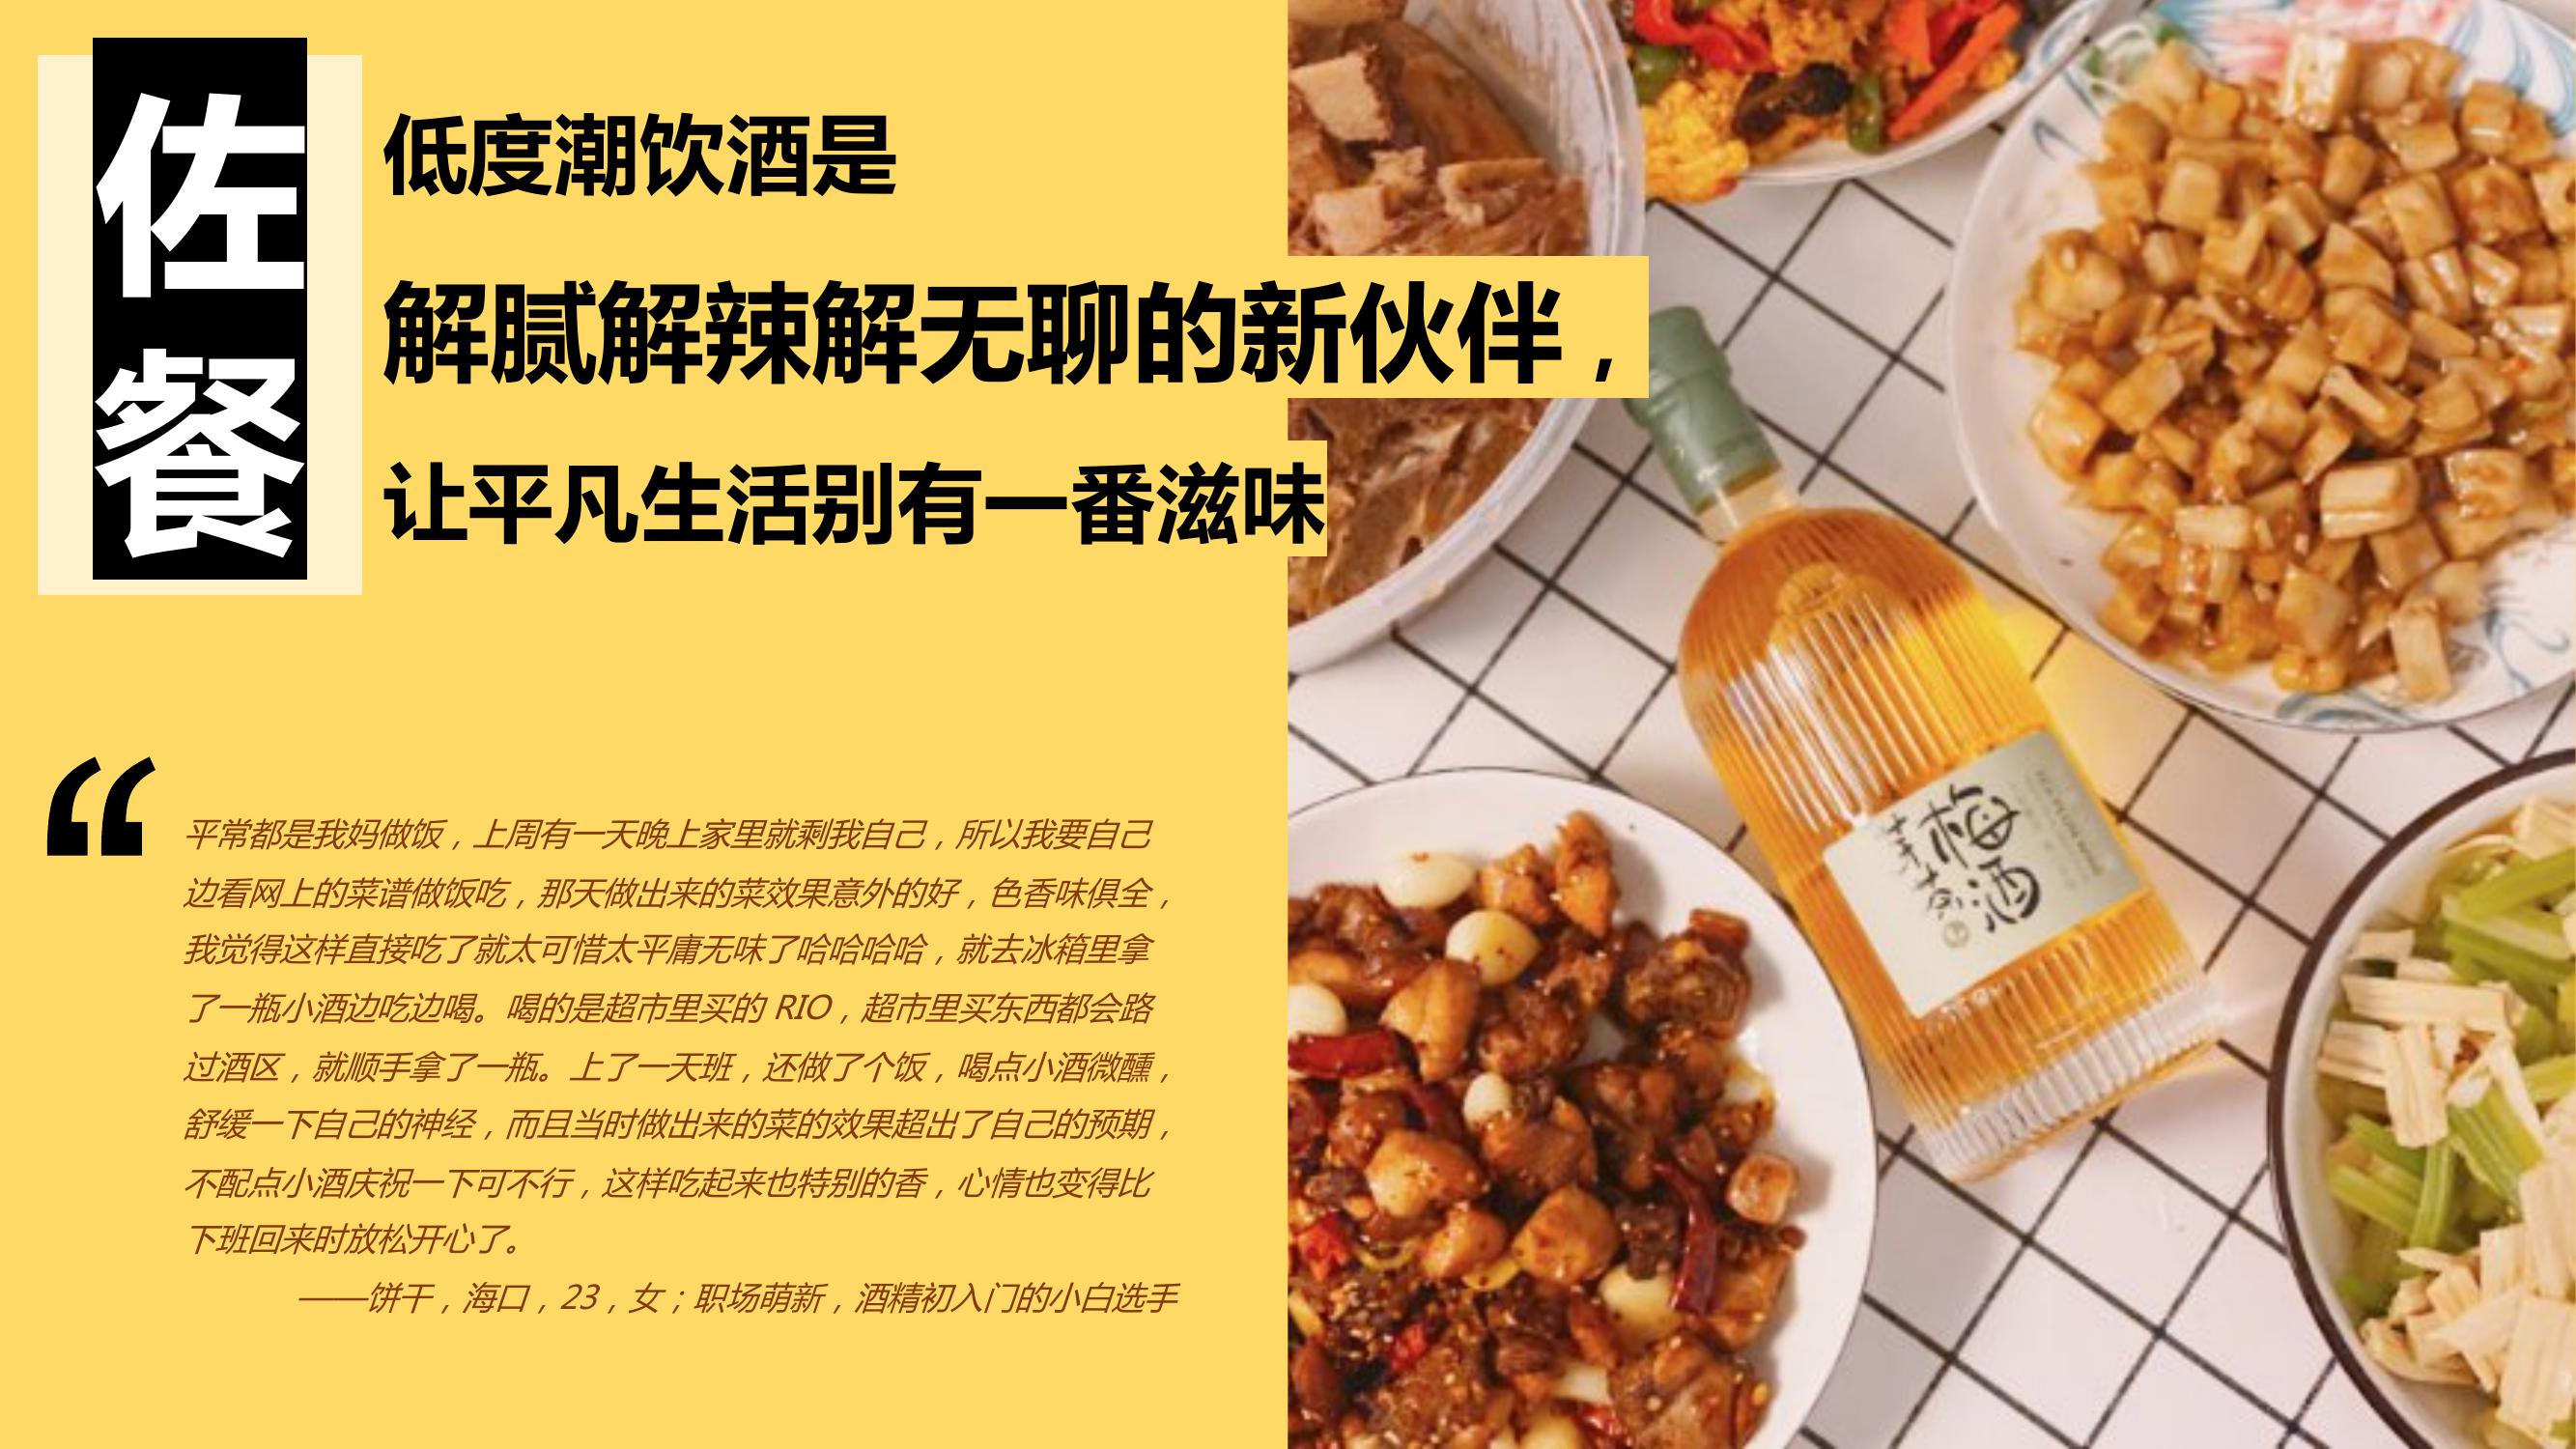 佐餐
低度潮饮酒是
解腻解辣解无聊的新伙伴，
让平凡生活别有一番滋味
“
平常都是我妈做饭，上周有一天晚上家里就剩我自己，所以我要自己
边看网上的菜谱做饭吃，那天做出来的菜效果意外的好，色香味俱全，
我觉得这样直接吃了就太可惜太平庸无味了哈哈哈哈，就去冰箱里拿
了一瓶小酒边吃边喝。喝的是超市里买的 RIO，超市里买东西都会路
过酒区，就顺手拿了一瓶。上了一天班，还做了个饭，喝点小酒微醺，
舒缓一下自己的神经，而且当时做出来的菜的效果超出了自己的预期，
不配点小酒庆祝一下可不行，这样吃起来也特别的香，心情也变得比
下班回来时放松开心了。
——饼干，海口，23，女；职场萌新，酒精初入门的小白选手
梅酒